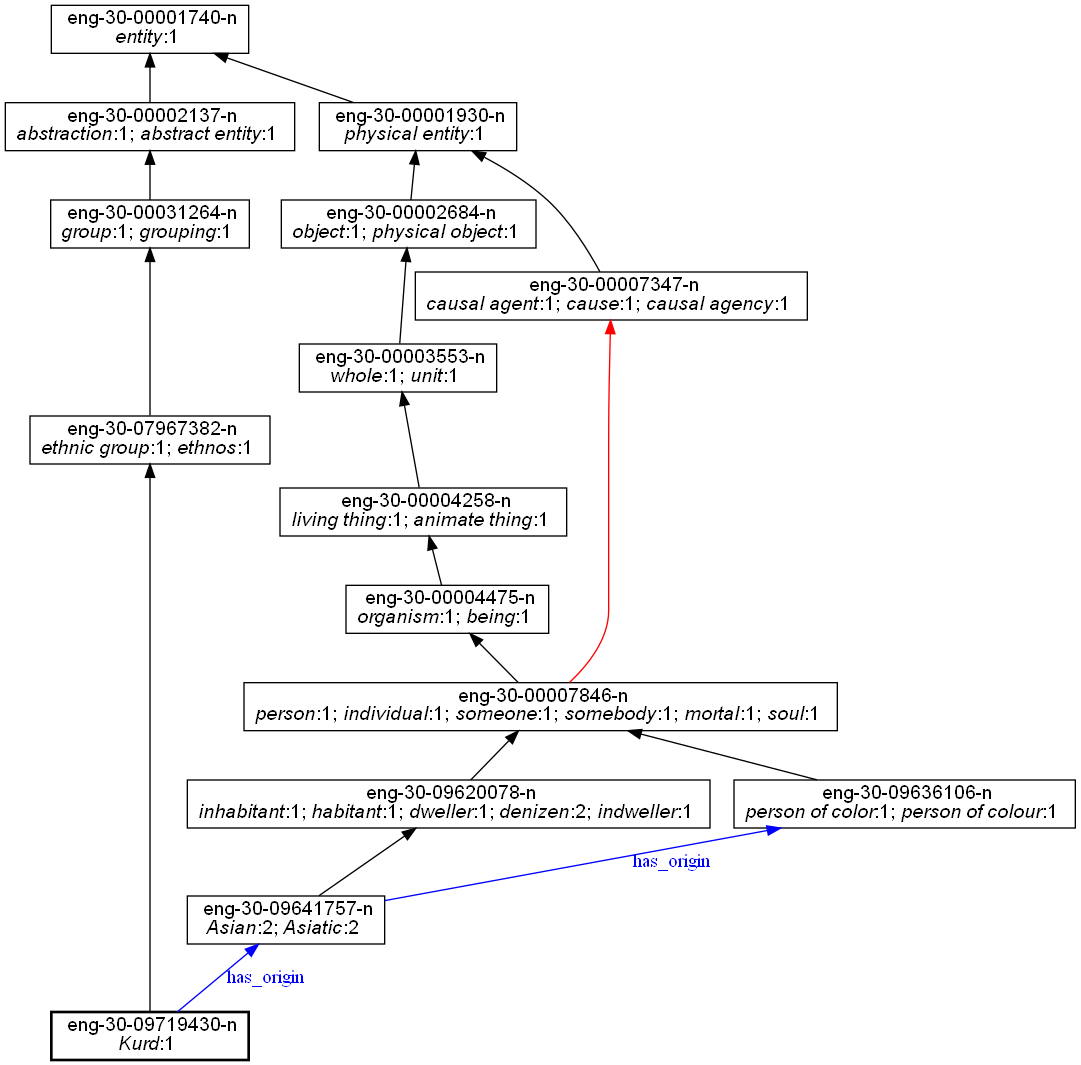 eng-30-00001740-n
entity:1
eng-30-00002137-n
abstraction:1; abstract entity:1
eng-30-00001930-n
physical entity:1
eng-30-00031264-n
group:1; grouping:1
eng-30-00002684-n
object:1; physical object:1
eng-30-00007347-n
causal agent:1; cause:1; causal agency:1
eng-30-00003553-n
whole:1; unit:1
eng-30-07967382-n
ethnic group:1; ethnos:1
eng-30-00004258-n
living thing:1; animate thing:1
eng-30-00004475-n
organism:1; being:1
eng-30-00007846-n
person:1; individual:1; someone:1; somebody:1; mortal:1; soul:1
eng-30-09620078-n
inhabitant:1; habitant:1; dweller:1; denizen:2; indweller:1
eng-30-09636106-n
person of color:1; person of colour:1
has_origin
eng-30-09641757-n
Asian:2; Asiatic:2
has_origin
eng-30-09719430-n
Kurd:1